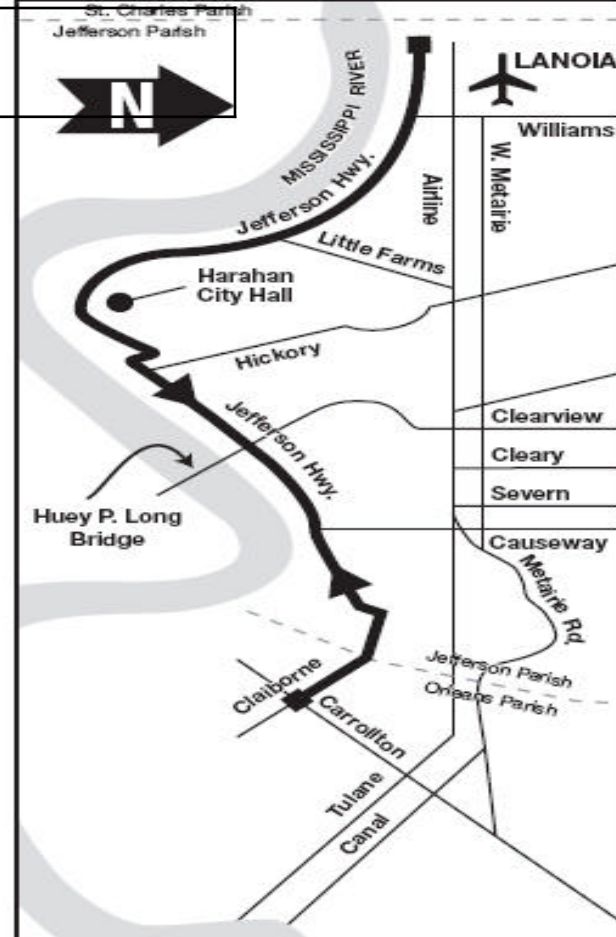 St. Charles Parish
Jefferson Parish
N
MISSISSIPPI RIVER
LANOIA
Williams
Jefferson Hwy.
Airline
W. Metairie
Little Farms
Harahan
City Hall
Hickory
Jefferson Hwy.
Clearview
Cleary
Severn
Huey P. Long
Bridge
Causeway
Metairie Rd,
Jefferson Parish
Orleans Parish
Claiborne
Carrollton
Tulane
Canal